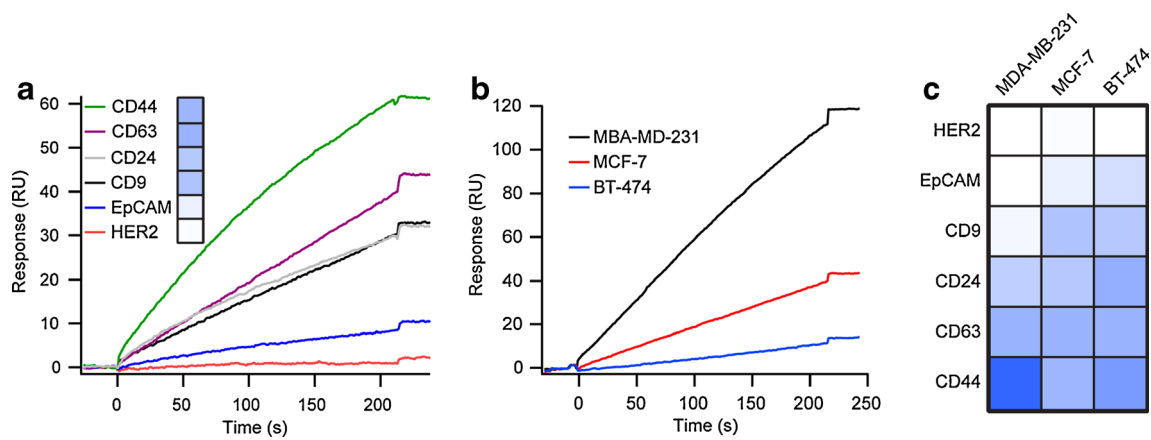 a
60
50
40
30
20
10
0
Response (RU)
CD44
CD63
CD24
CD9
EpCAM
HER2
0 50 100 150 200
Time (s)
b
120
100
80
60
40
20
0
Response (RU)
MBA-MD-231
MCF-7
BT-474
0 50 100 150 200 250
Time (s)
c
MDA-MB-231
MCF-7
BT-474
HER2
EpCAM
CD9
CD24
CD63
CD44